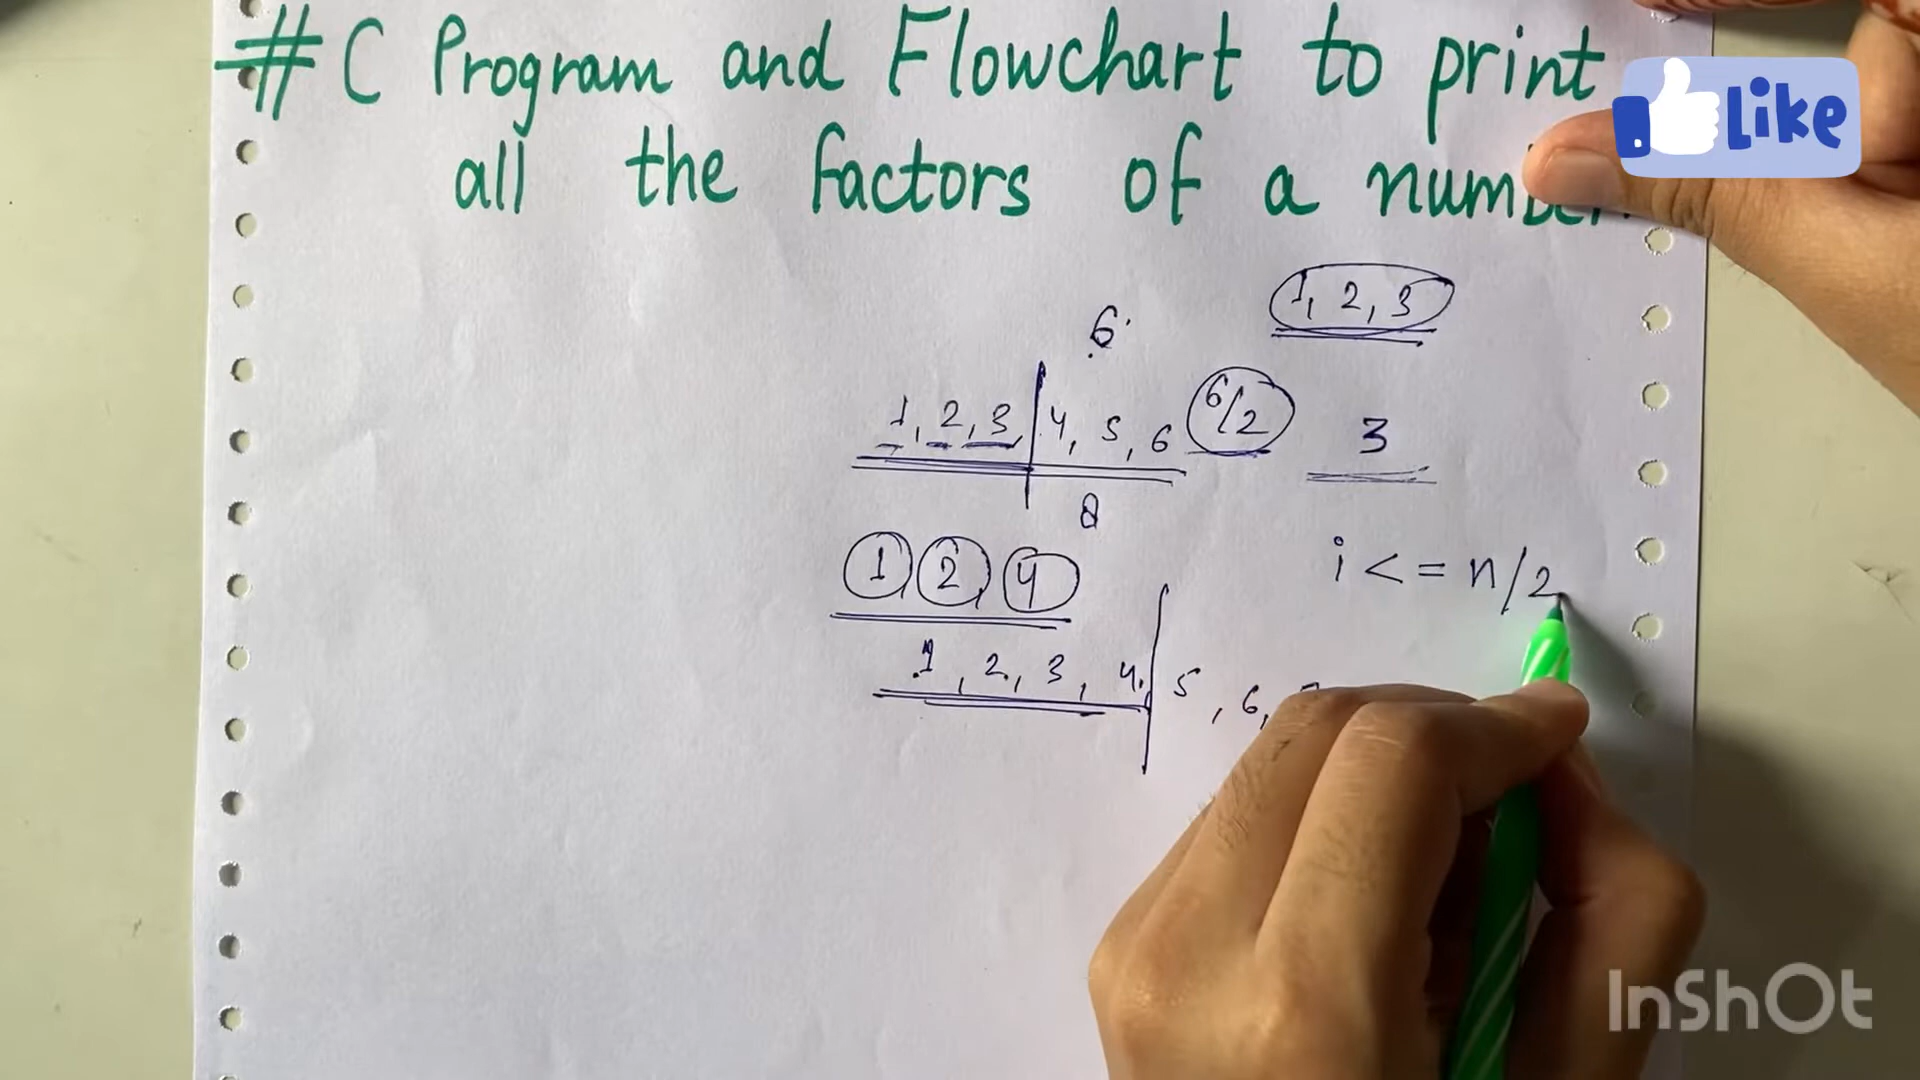 # C Program and Flowchart to print
all the factors of a number.
Like
1, 2, 3
6
1, 2, 3, 4, 5, 6
6/2
3
8
1, 2, 4
i <= n/2
1, 2, 3, 4, 5, 6,
InShOt